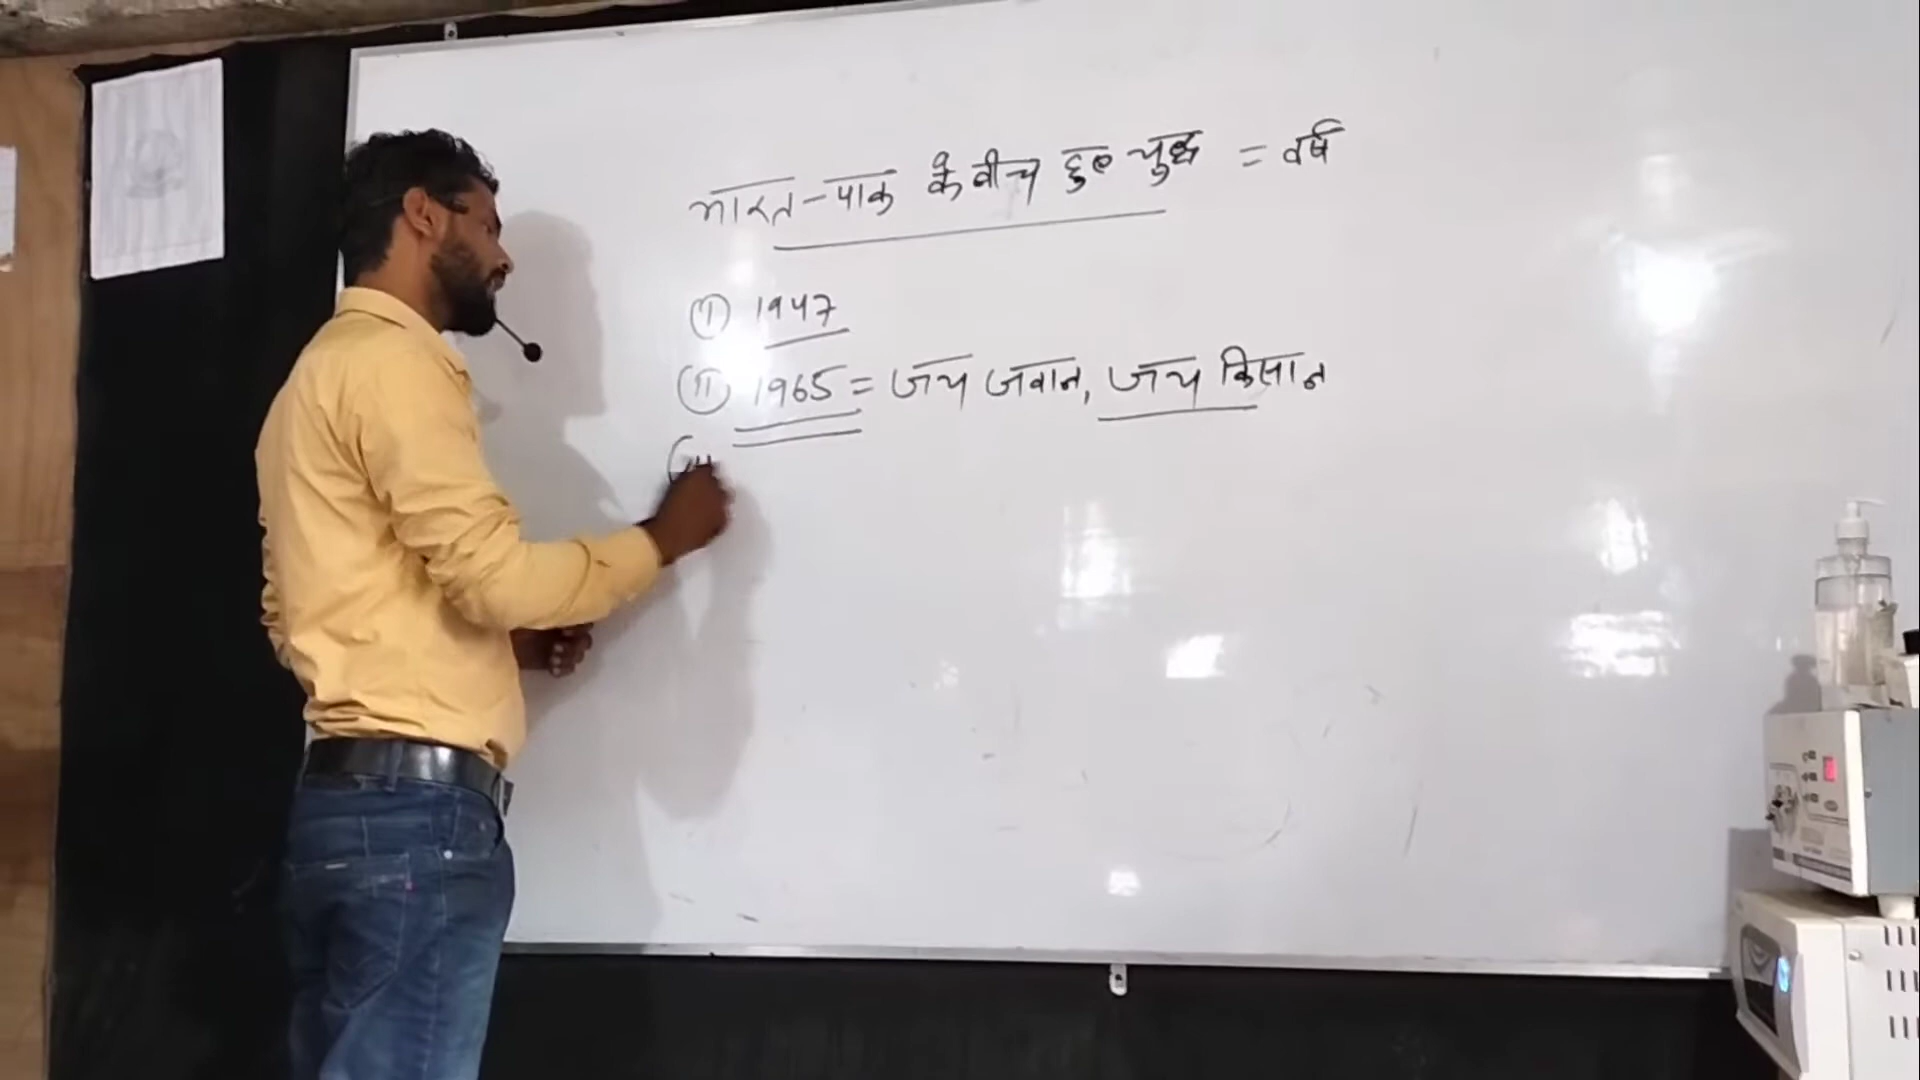 भारत-पाक के बीच हुए युद्ध = वर्ष
(I) 1947
(II) 1965 = जय जवान, जय किसान